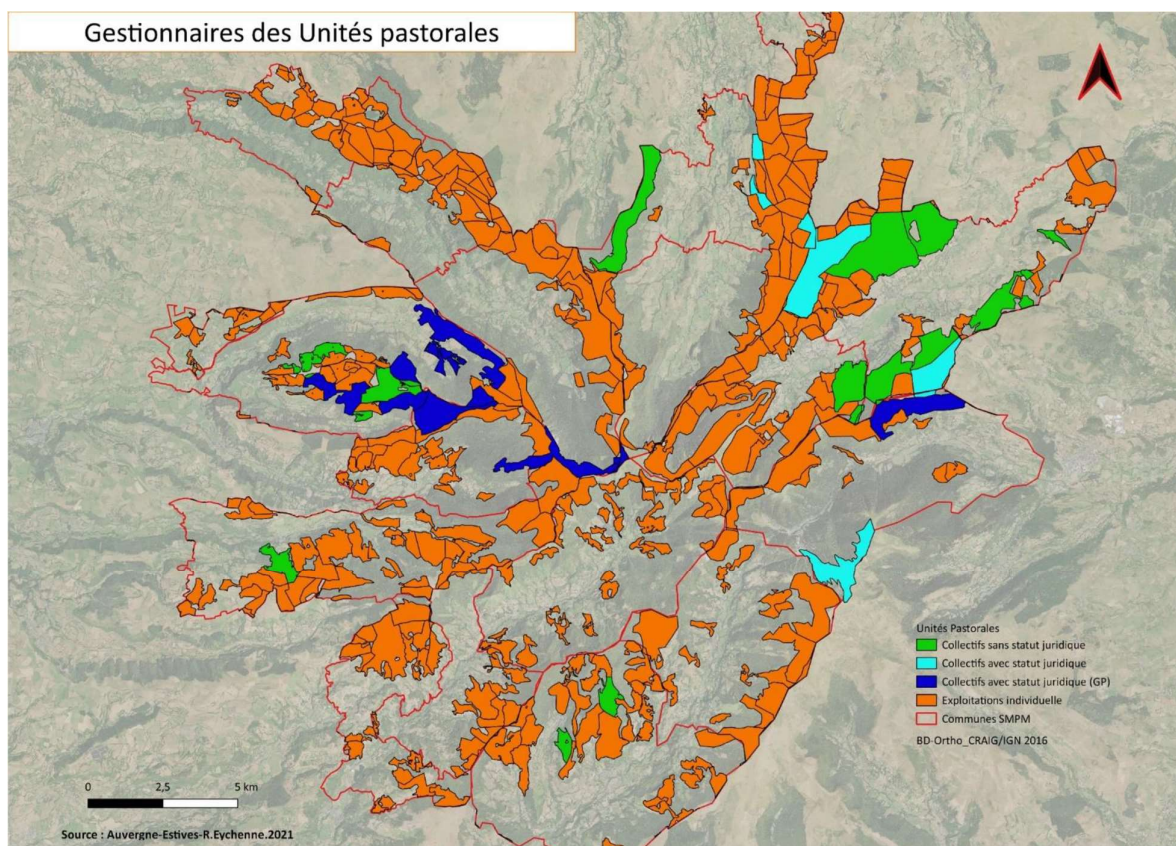 Gestionnaires des Unités pastorales
Unités Pastorales
Collectifs sans statut juridique
Collectifs avec statut juridique
Collectifs avec statut juridique (GP)
Exploitations individuelle
Communes SMPM
BD-Ortho_CRAIG/IGN 2016
0 2,5 5 km
Source : Auvergne-Estives-R.Eychenne.2021